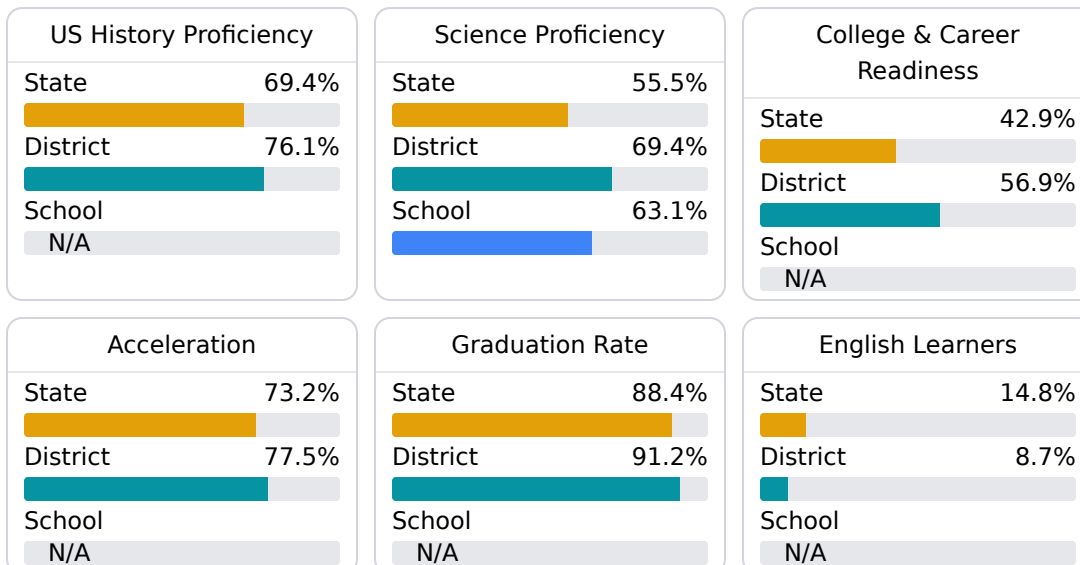 US History Proficiency
State 69.4%
District 76.1%
School
N/A
Science Proficiency
State 55.5%
District 69.4%
School 63.1%
College & Career
Readiness
State 42.9%
District 56.9%
School
N/A
Acceleration
State 73.2%
District 77.5%
School
N/A
Graduation Rate
State 88.4%
District 91.2%
School
N/A
English Learners
State 14.8%
District 8.7%
School
N/A